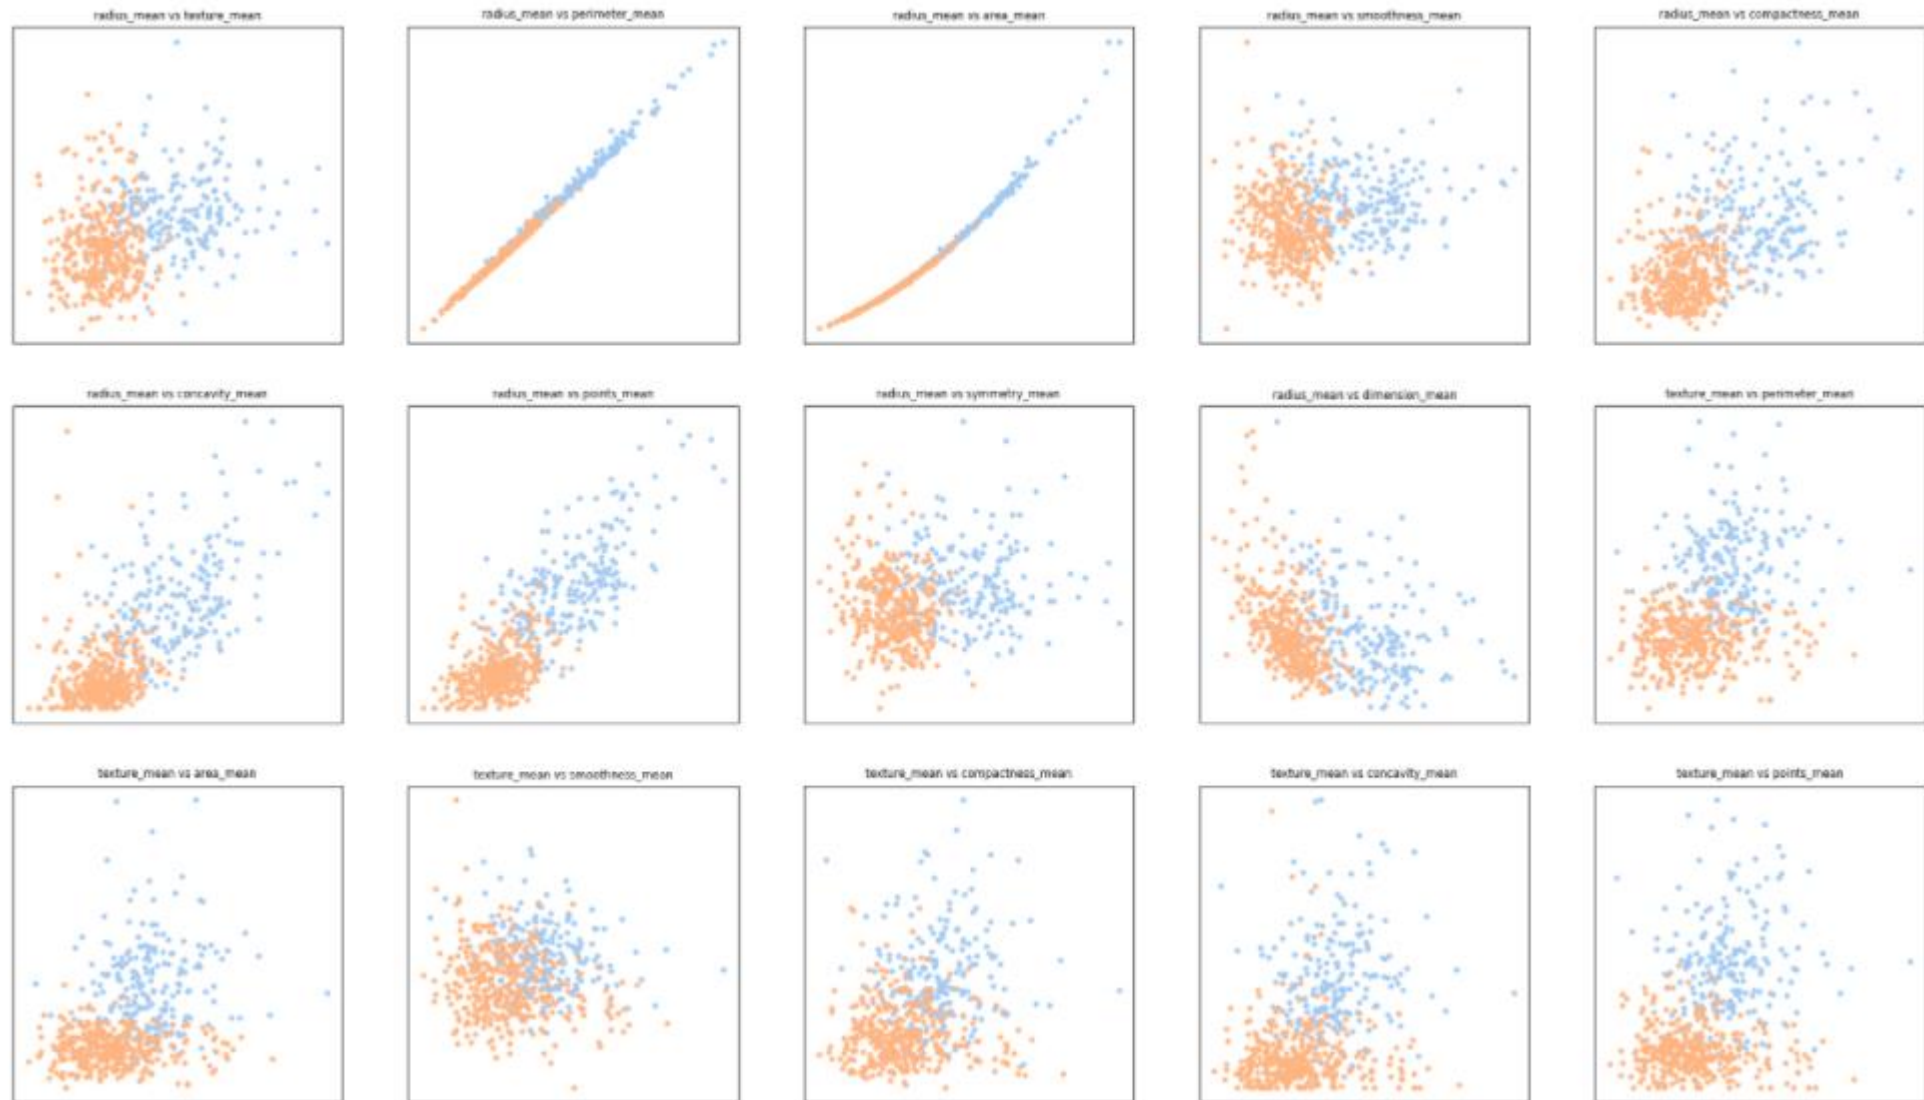 radius_mean vs texture_mean
radius_mean vs perimeter_mean
radius_mean vs area_mean
radius_mean vs smoothness_mean
radius_mean vs compactness_mean
radius_mean vs concavity_mean
radius_mean vs points_mean
radius_mean vs symmetry_mean
radius_mean vs dimension_mean
texture_mean vs perimeter_mean
texture_mean vs area_mean
texture_mean vs smoothness_mean
texture_mean vs compactness_mean
texture_mean vs concavity_mean
texture_mean vs points_mean